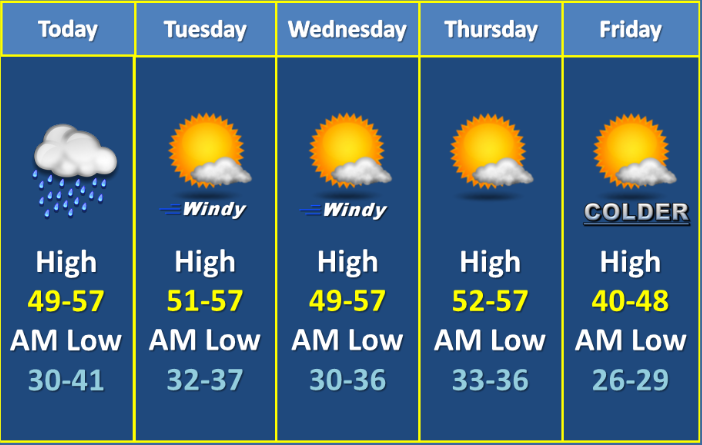 Today
High
49-57
AM Low
30-41
Tuesday
Windy
High
51-57
AM Low
32-37
Wednesday
Windy
High
49-57
AM Low
30-36
Thursday
High
52-57
AM Low
33-36
Friday
COLDER
High
40-48
AM Low
26-29